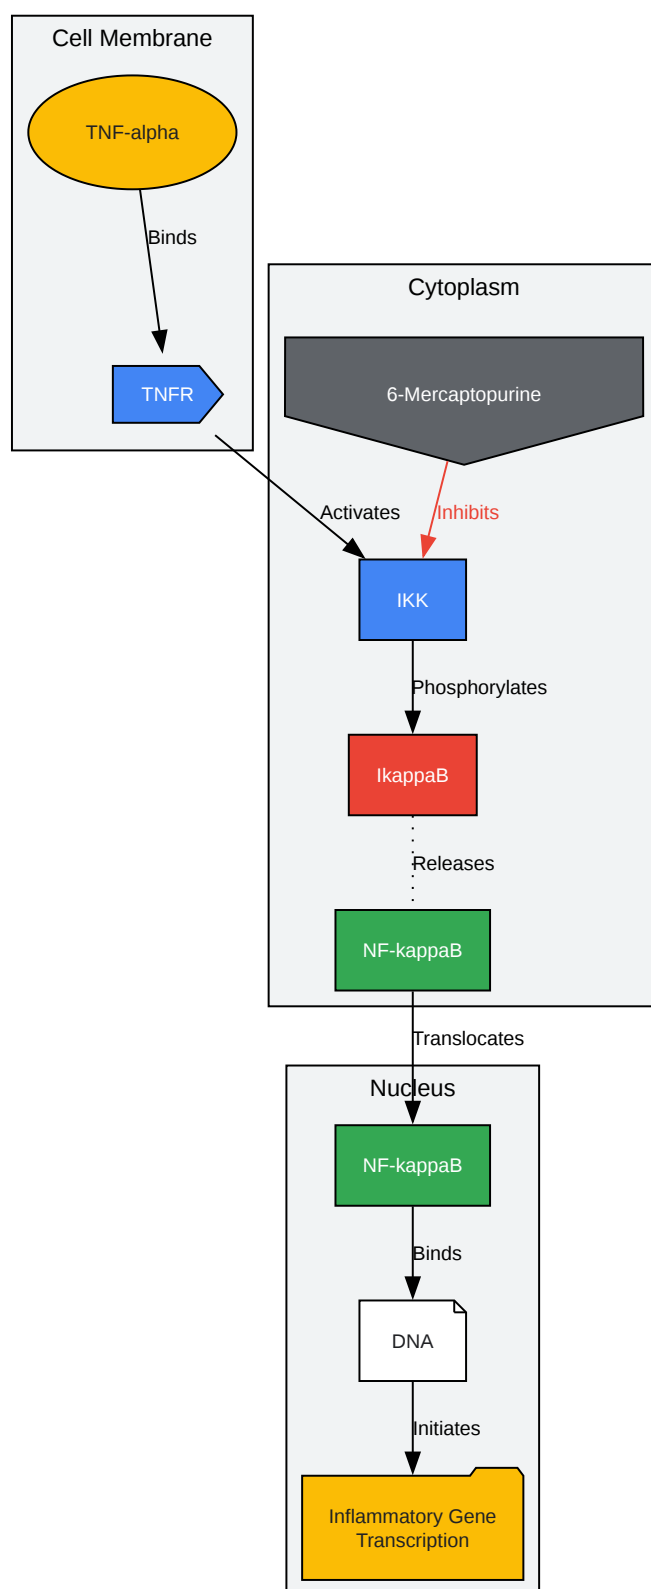 Cell Membrane
TNF-alpha
Binds
TNFR
Cytoplasm
6-Mercaptopurine
Activates
Inhibits
IKK
Phosphorylates
IkappaB
Releases
NF-kappaB
Translocates
Nucleus
NF-kappaB
Binds
DNA
Initiates
Inflammatory Gene
Transcription